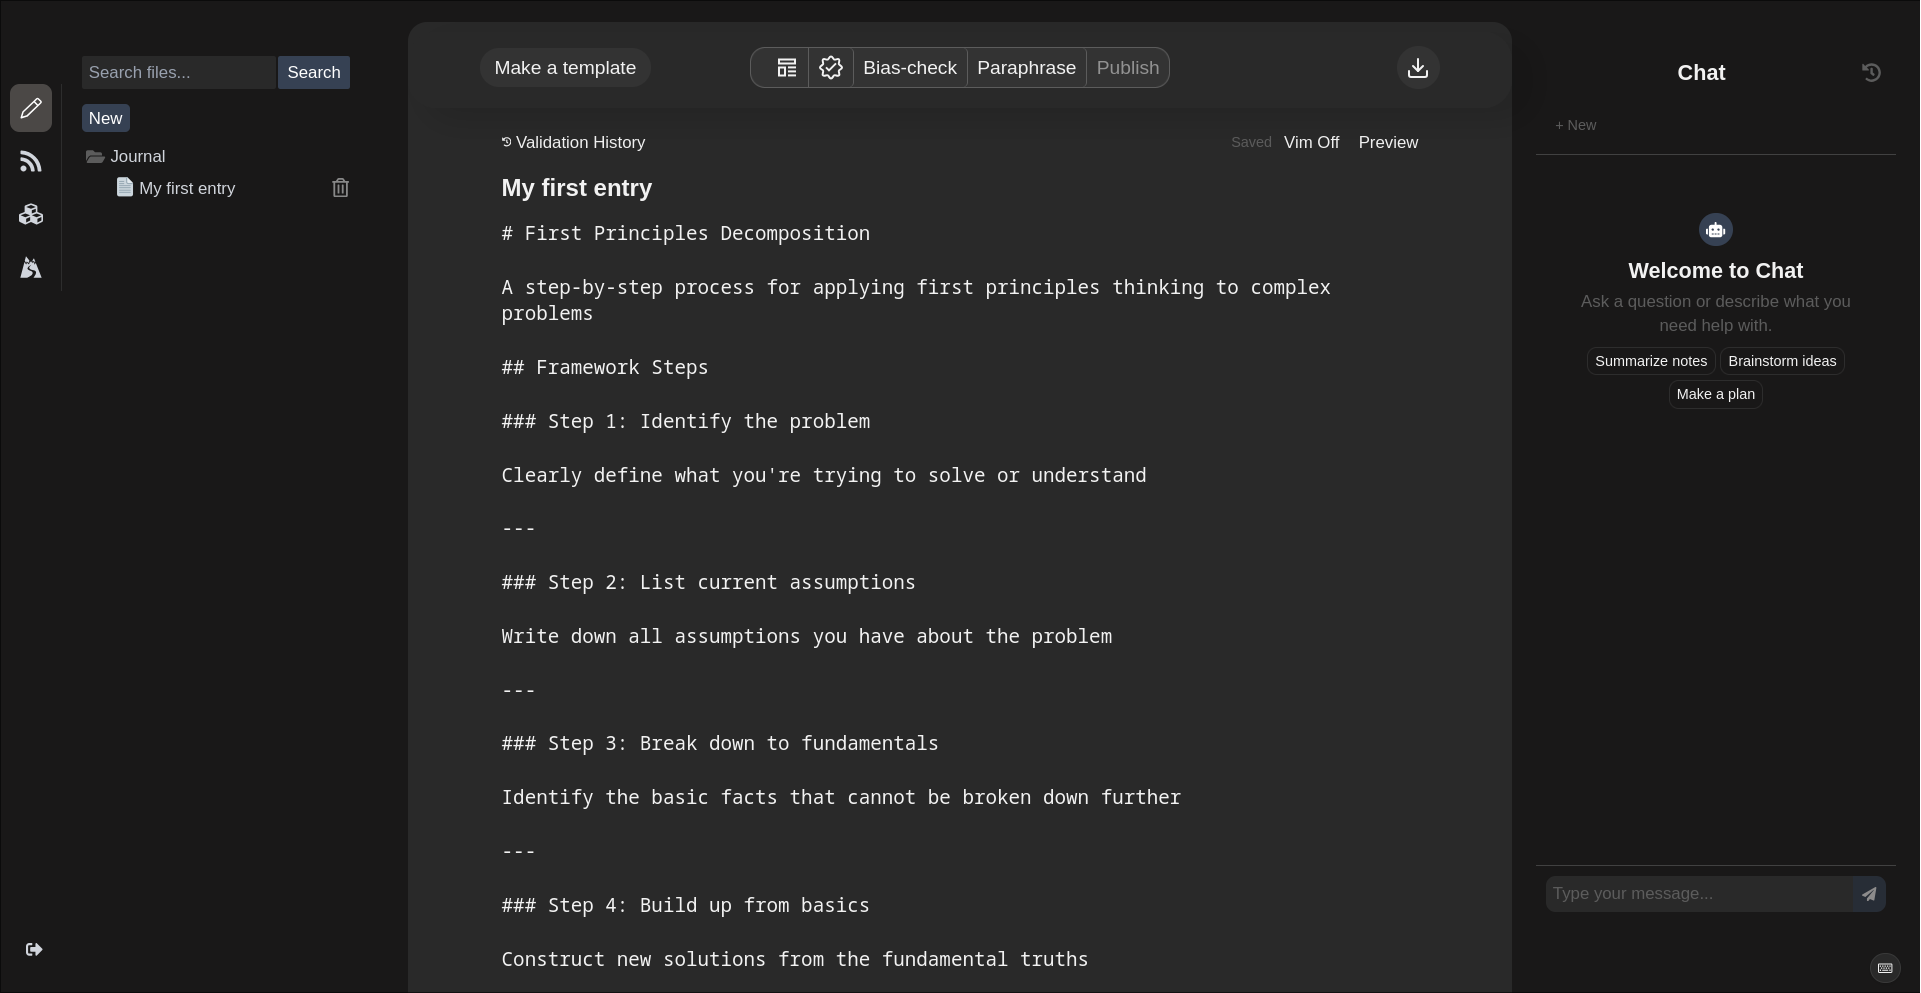 Search files...
Search
New
Journal
My first entry
Make a template
Bias-check
Paraphrase
Publish
Validation History
Saved
Vim Off
Preview
My first entry
# First Principles Decomposition
A step-by-step process for applying first principles thinking to complex
problems
## Framework Steps
### Step 1: Identify the problem
Clearly define what you're trying to solve or understand
---
### Step 2: List current assumptions
Write down all assumptions you have about the problem
---
### Step 3: Break down to fundamentals
Identify the basic facts that cannot be broken down further
---
### Step 4: Build up from basics
Construct new solutions from the fundamental truths
Chat
+ New
Welcome to Chat
Ask a question or describe what you
need help with.
Summarize notes
Brainstorm ideas
Make a plan
Type your message...